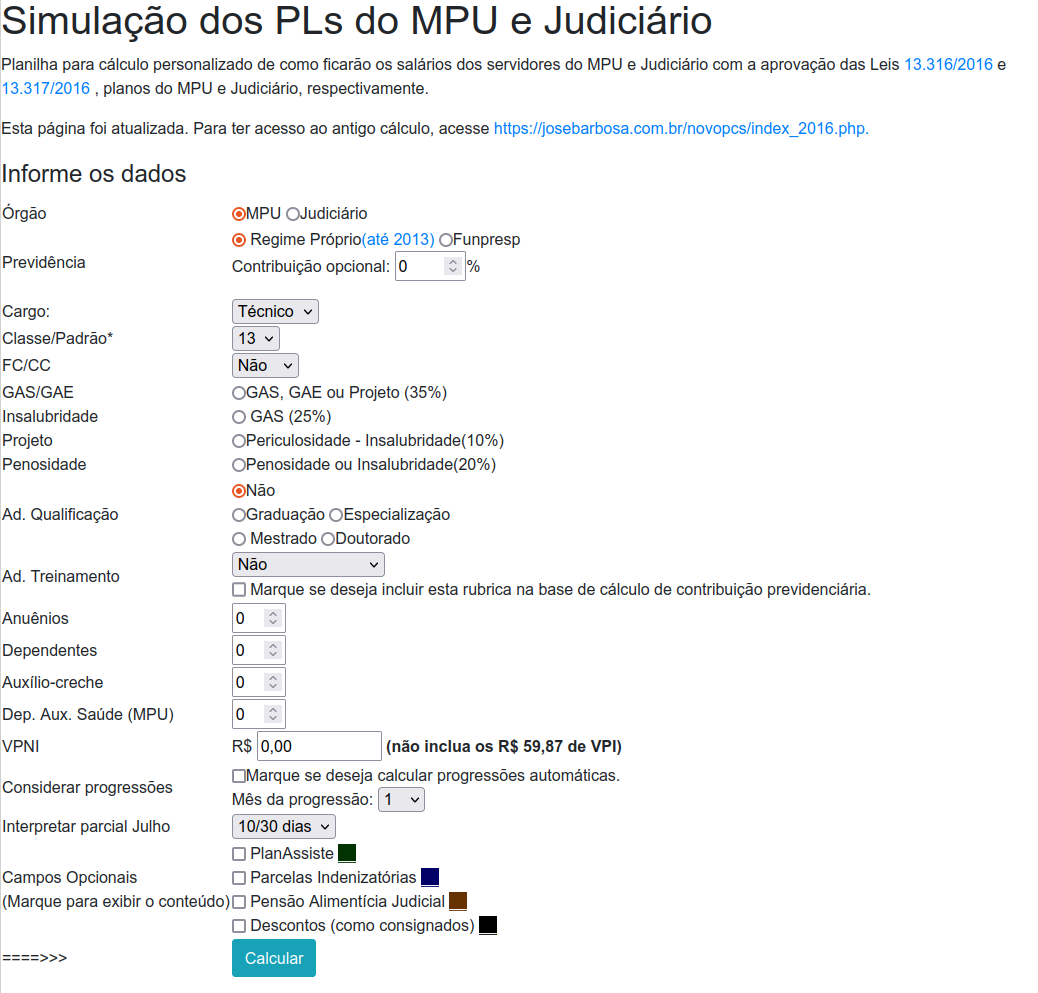 Simulação dos PLs do MPU e Judiciário
Planilha para cálculo personalizado de como ficarão os salários dos servidores do MPU e Judiciário com a aprovação das Leis 13.316/2016 e
13.317/2016 , planos do MPU e Judiciário, respectivamente.
Esta página foi atualizada. Para ter acesso ao antigo cálculo, acesse https://josebarbosa.com.br/novopcs/index_2016.php.
Informe os dados
Órgão MPU Judiciário
Regime Próprio(até 2013) Funpresp
Previdência
Contribuição opcional: 0 %
Cargo: Técnico
Classe/Padrão* 13
FC/CC Não
GAS/GAE GAS, GAE ou Projeto (35%)
Insalubridade GAS (25%)
Projeto Periculosidade - Insalubridade(10%)
Penosidade Penosidade ou Insalubridade(20%)
Não
Ad. Qualificação Graduação Especialização
Mestrado Doutorado
Não
Ad. Treinamento
Marque se deseja incluir esta rubrica na base de cálculo de contribuição previdenciária.
Anuênios 0
Dependentes 0
Auxílio-creche 0
Dep. Aux. Saúde (MPU) 0
VPNI R$ 0,00 (não inclua os R$ 59,87 de VPI)
Marque se deseja calcular progressões automáticas.
Considerar progressões
Mês da progressão: 1
Interpretar parcial Julho 10/30 dias
PlanAssiste
Campos Opcionais Parcelas Indenizatórias
(Marque para exibir o conteúdo) Pensão Alimentícia Judicial
Descontos (como consignados)
====>>> Calcular